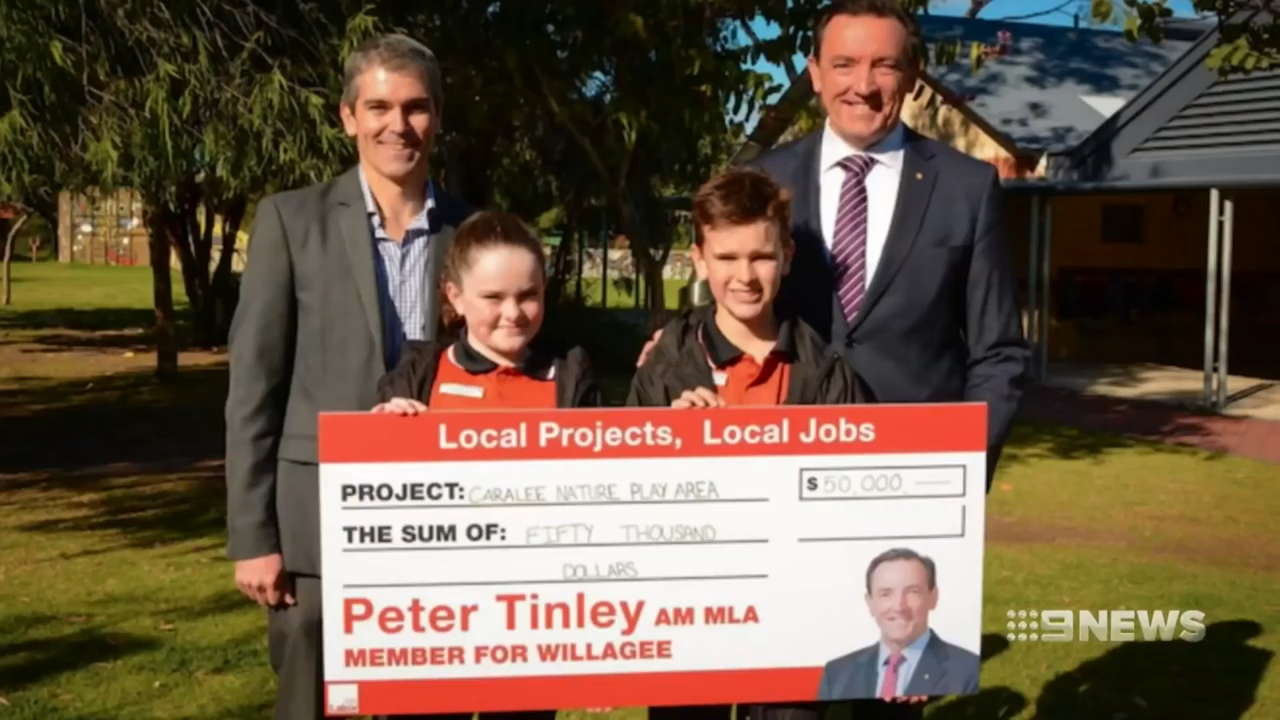 Local Projects, Local Jobs
PROJECT: CARALEE NATURE PLAY AREA
$ 50,000
THE SUM OF: FIFTY THOUSAND
DOLLARS
Peter Tinley AM MLA
MEMBER FOR WILLAGEE
Labor
9NEWS